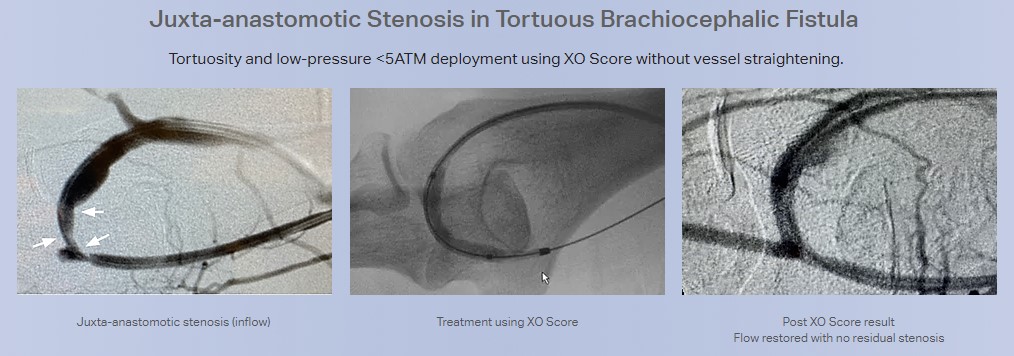 Juxta-anastomotic Stenosis in Tortuous Brachiocephalic Fistula
Tortuosity and low-pressure <5ATM deployment using XO Score without vessel straightening.
Juxta-anastomotic stenosis (inflow)
Treatment using XO Score
Post XO Score result
Flow restored with no residual stenosis